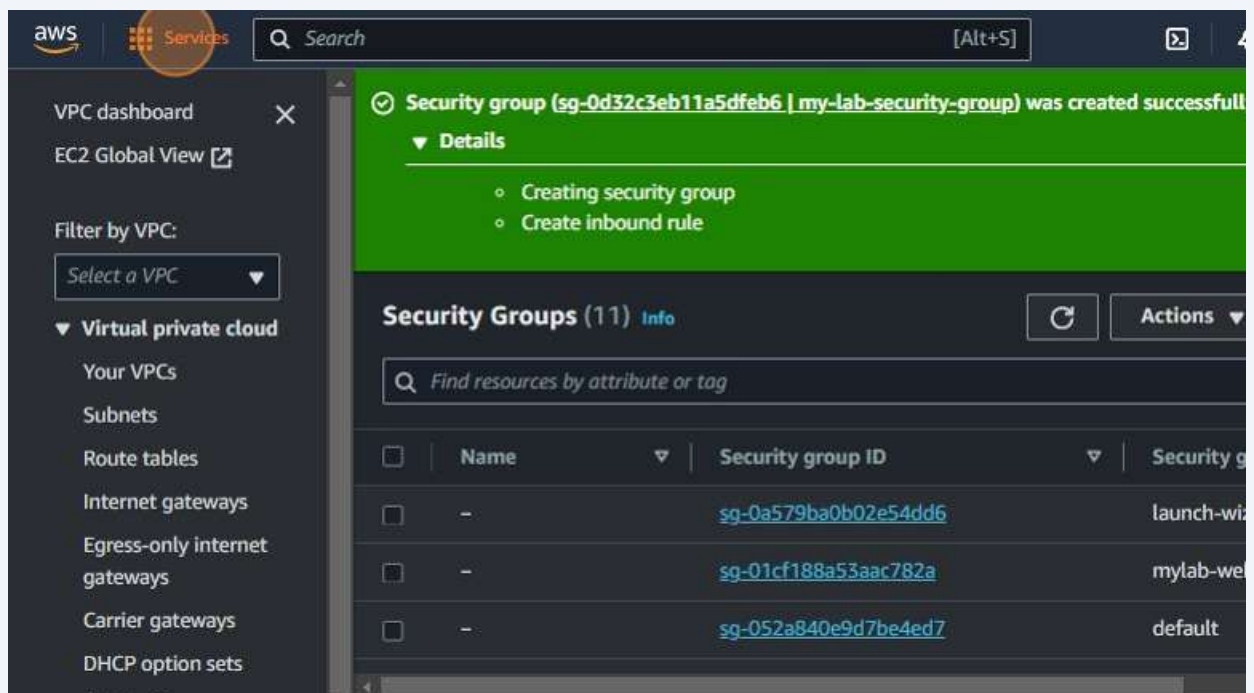 aws
Services
Search
[Alt+S]
VPC dashboard
EC2 Global View
Filter by VPC:
Select a VPC
Virtual private cloud
Your VPCs
Subnets
Route tables
Internet gateways
Egress-only internet
gateways
Carrier gateways
DHCP option sets
Security group (sg-0d32c3eb11a5dfeb6 | my-lab-security-group) was created successfull
Details
Creating security group
Create inbound rule
Security Groups (11) Info
Actions
Find resources by attribute or tag
Name
Security group ID
Security g
– sg-0a579ba0b02e54dd6 launch-wiz
– sg-01cf188a53aac782a mylab-wel
– sg-052a840e9d7be4ed7 default